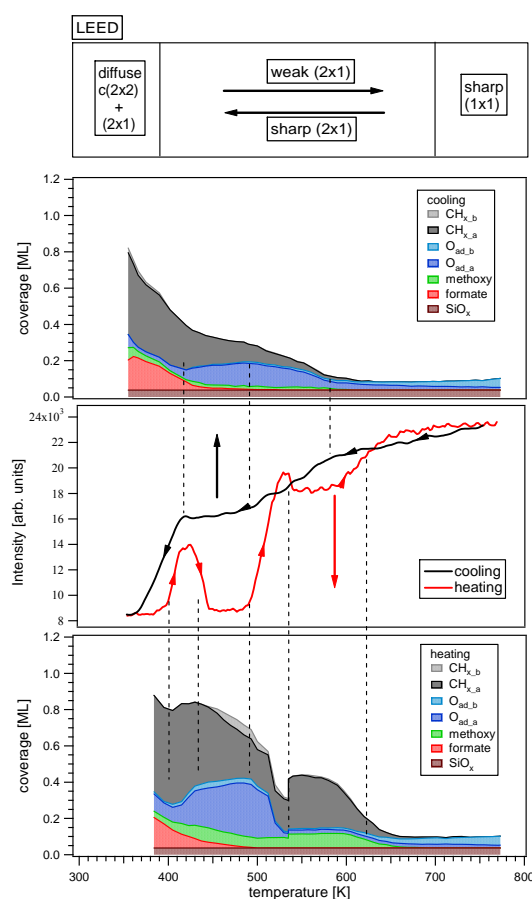 LEED
diffuse
c(2x2)
+
(2x1)
weak (2x1)
sharp (2x1)
sharp
(1x1)
coverage [ML]
1.2
1.0
0.8
0.6
0.4
0.2
0.0
cooling
CHx_b
CHx_a
Oad_b
Oad_a
methoxy
formate
SiOx
Intensity [arb. units]
24x10³
22
20
18
16
14
12
10
8
cooling
heating
coverage [ML]
1.2
1.0
0.8
0.6
0.4
0.2
0.0
heating
CHx_b
CHx_a
Oad_b
Oad_a
methoxy
formate
SiOx
300 400 500 600 700 800
temperature [K]